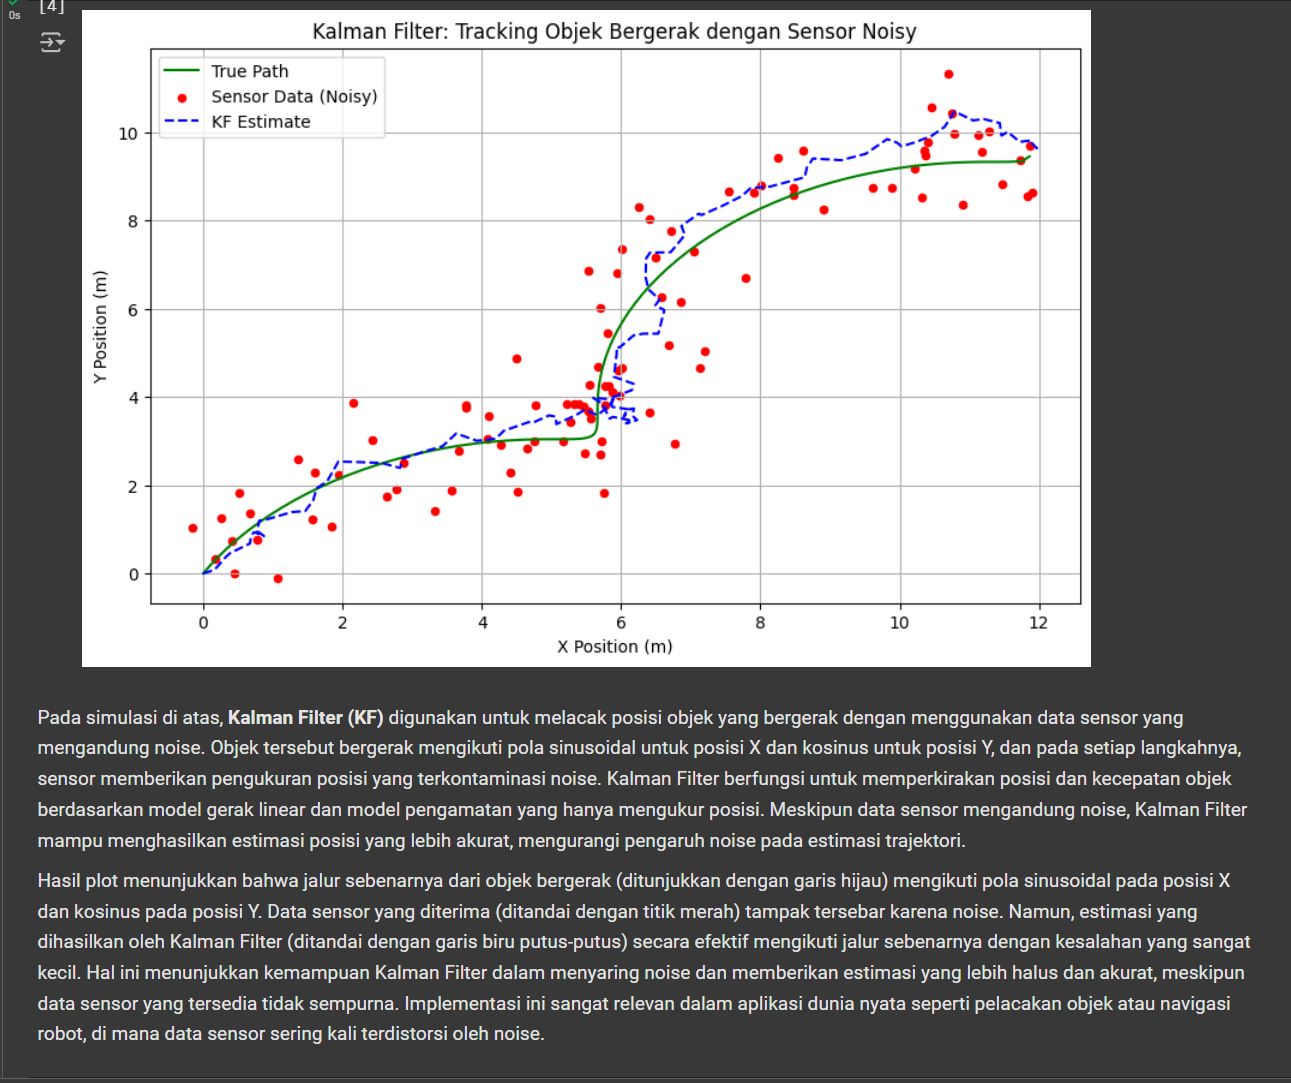 [4]
0s
Kalman Filter: Tracking Objek Bergerak dengan Sensor Noisy
True Path
Sensor Data (Noisy)
KF Estimate
Y Position (m)
10
8
6
4
2
0
0 2 4 6 8 10 12
X Position (m)
Pada simulasi di atas, Kalman Filter (KF) digunakan untuk melacak posisi objek yang bergerak dengan menggunakan data sensor yang
mengandung noise. Objek tersebut bergerak mengikuti pola sinusoidal untuk posisi X dan kosinus untuk posisi Y, dan pada setiap langkahnya,
sensor memberikan pengukuran posisi yang terkontaminasi noise. Kalman Filter berfungsi untuk memperkirakan posisi dan kecepatan objek
berdasarkan model gerak linear dan model pengamatan yang hanya mengukur posisi. Meskipun data sensor mengandung noise, Kalman Filter
mampu menghasilkan estimasi posisi yang lebih akurat, mengurangi pengaruh noise pada estimasi trajektori.
Hasil plot menunjukkan bahwa jalur sebenarnya dari objek bergerak (ditunjukkan dengan garis hijau) mengikuti pola sinusoidal pada posisi X
dan kosinus pada posisi Y. Data sensor yang diterima (ditandai dengan titik merah) tampak tersebar karena noise. Namun, estimasi yang
dihasilkan oleh Kalman Filter (ditandai dengan garis biru putus-putus) secara efektif mengikuti jalur sebenarnya dengan kesalahan yang sangat
kecil. Hal ini menunjukkan kemampuan Kalman Filter dalam menyaring noise dan memberikan estimasi yang lebih halus dan akurat, meskipun
data sensor yang tersedia tidak sempurna. Implementasi ini sangat relevan dalam aplikasi dunia nyata seperti pelacakan objek atau navigasi
robot, di mana data sensor sering kali terdistorsi oleh noise.